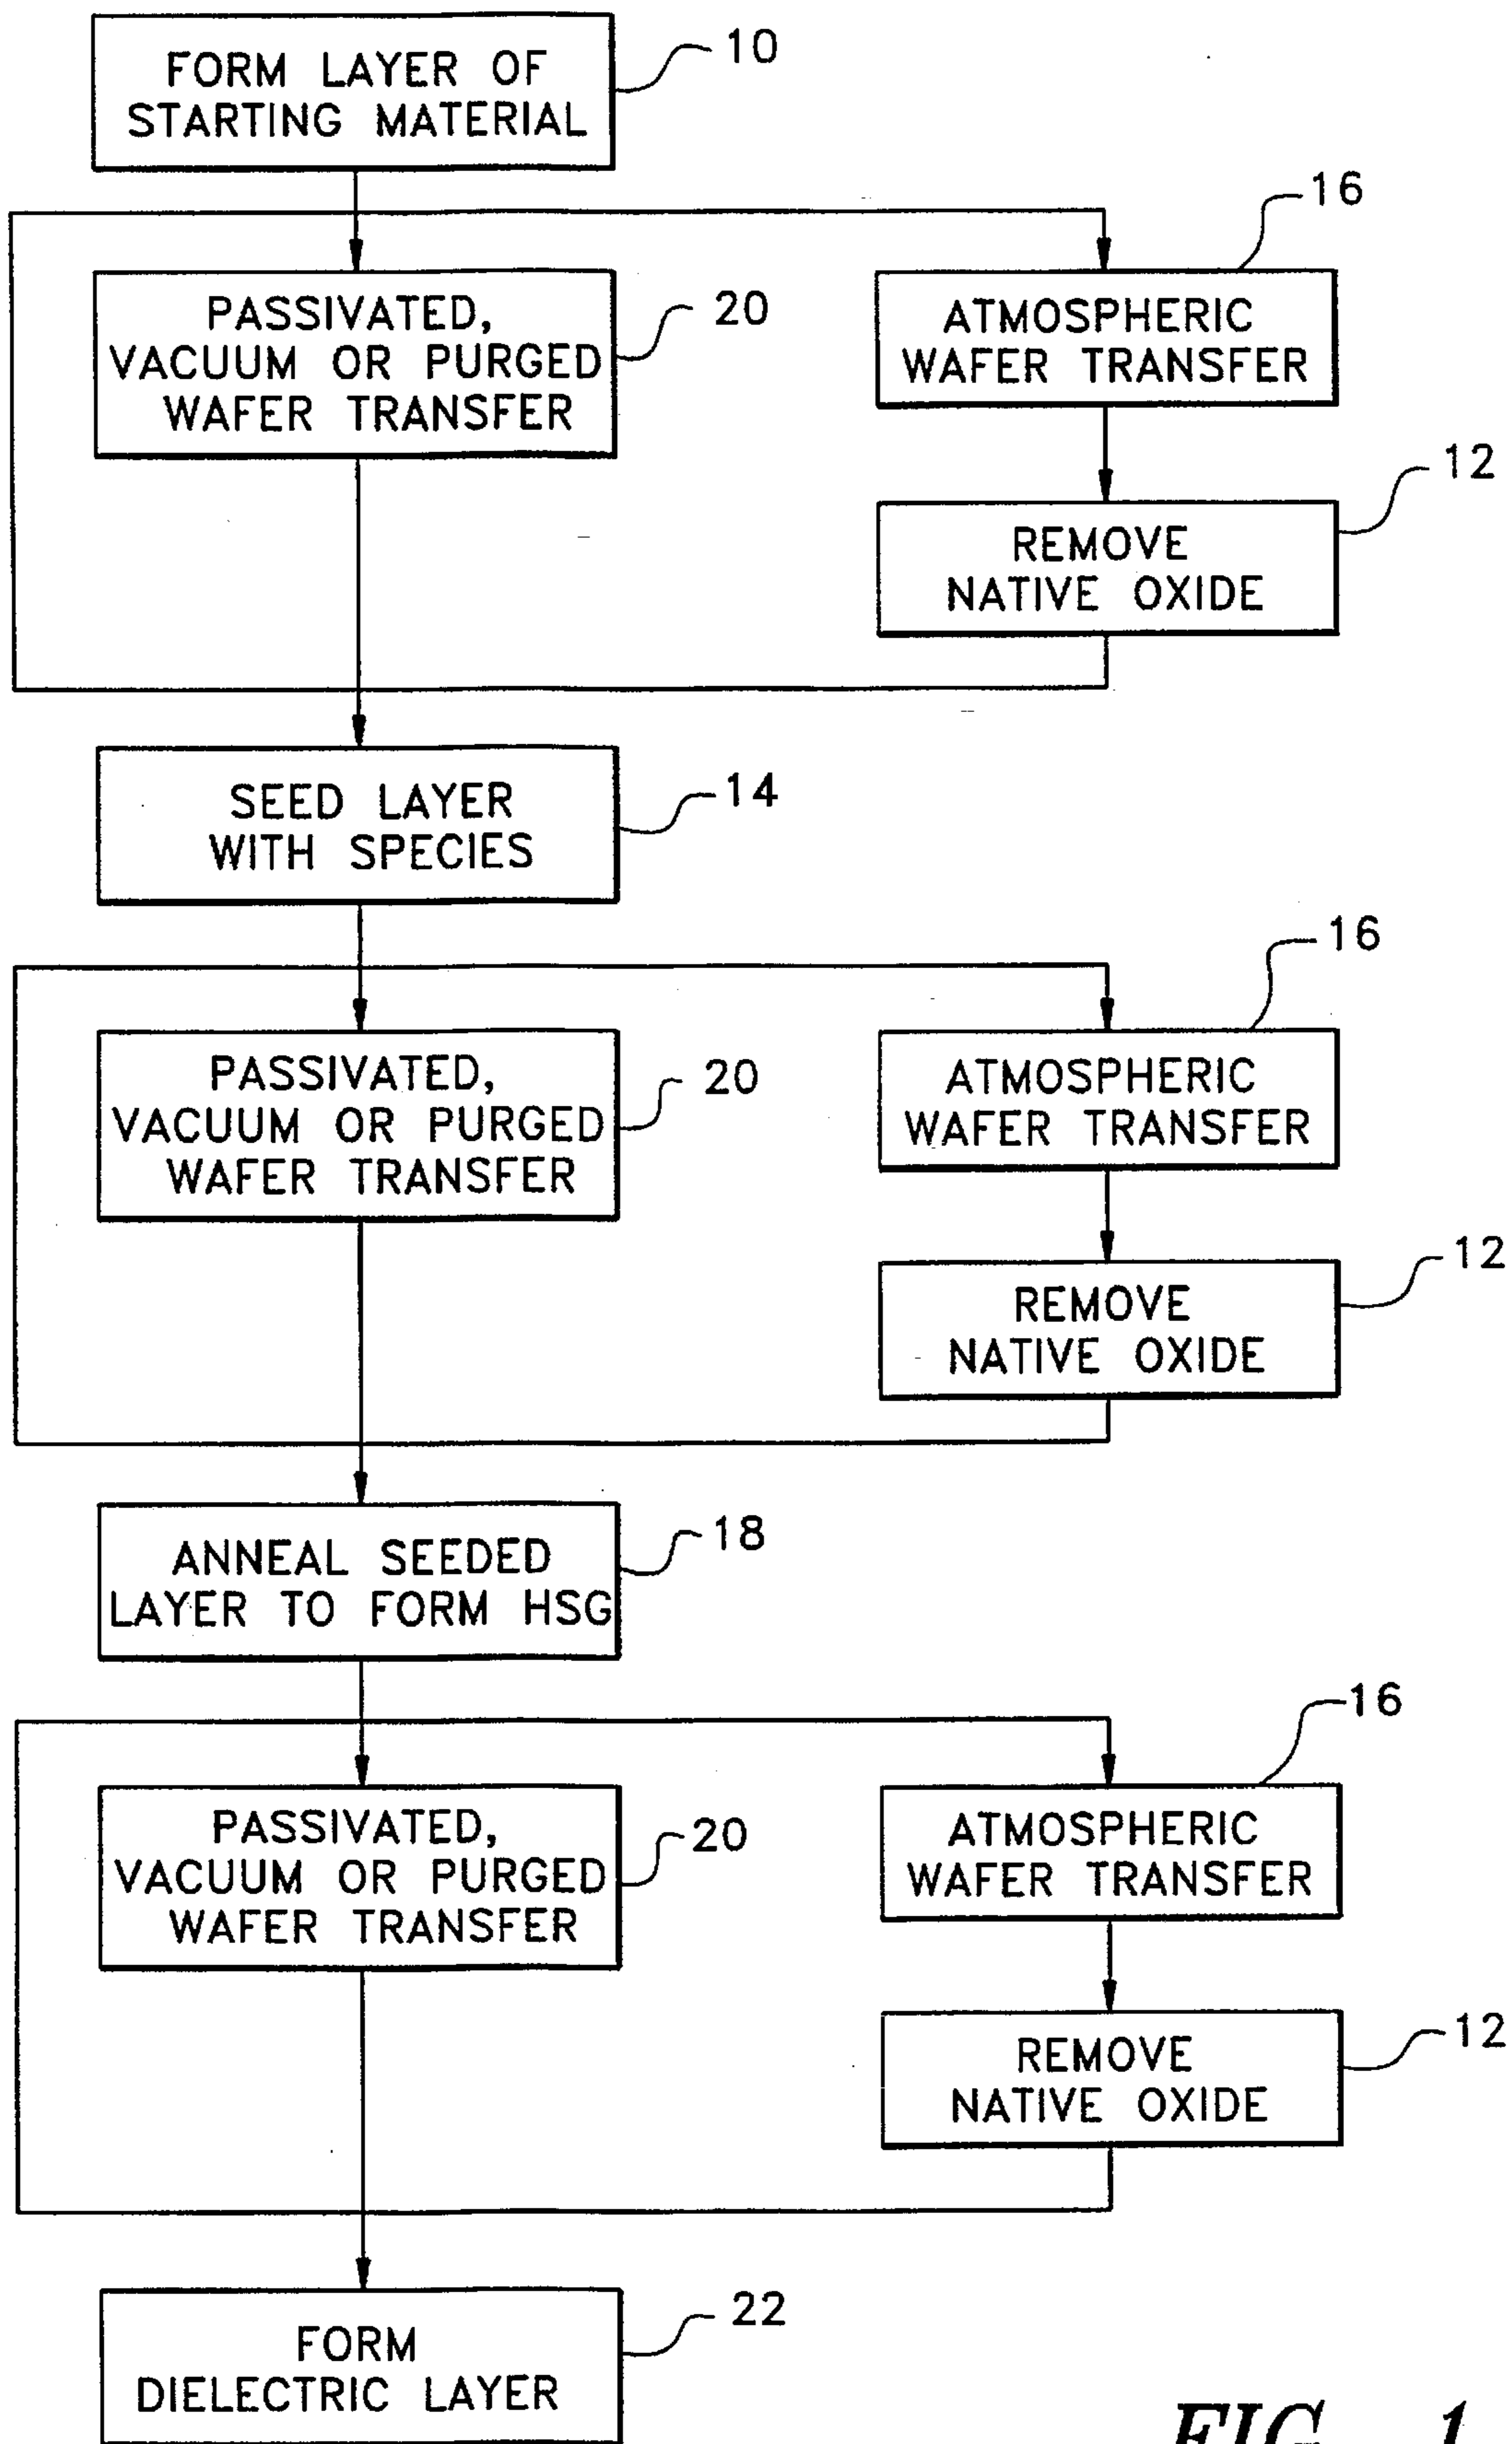 FORM LAYER OF
STARTING MATERIAL
10
PASSIVATED,
VACUUM OR PURGED
WAFER TRANSFER
20
ATMOSPHERIC
WAFER TRANSFER
16
REMOVE
NATIVE OXIDE
12
SEED LAYER
WITH SPECIES
14
PASSIVATED,
VACUUM OR PURGED
WAFER TRANSFER
20
ATMOSPHERIC
WAFER TRANSFER
16
REMOVE
NATIVE OXIDE
12
ANNEAL SEEDED
LAYER TO FORM HSG
18
PASSIVATED,
VACUUM OR PURGED
WAFER TRANSFER
20
ATMOSPHERIC
WAFER TRANSFER
16
REMOVE
NATIVE OXIDE
12
FORM
DIELECTRIC LAYER
22
FIG. 1